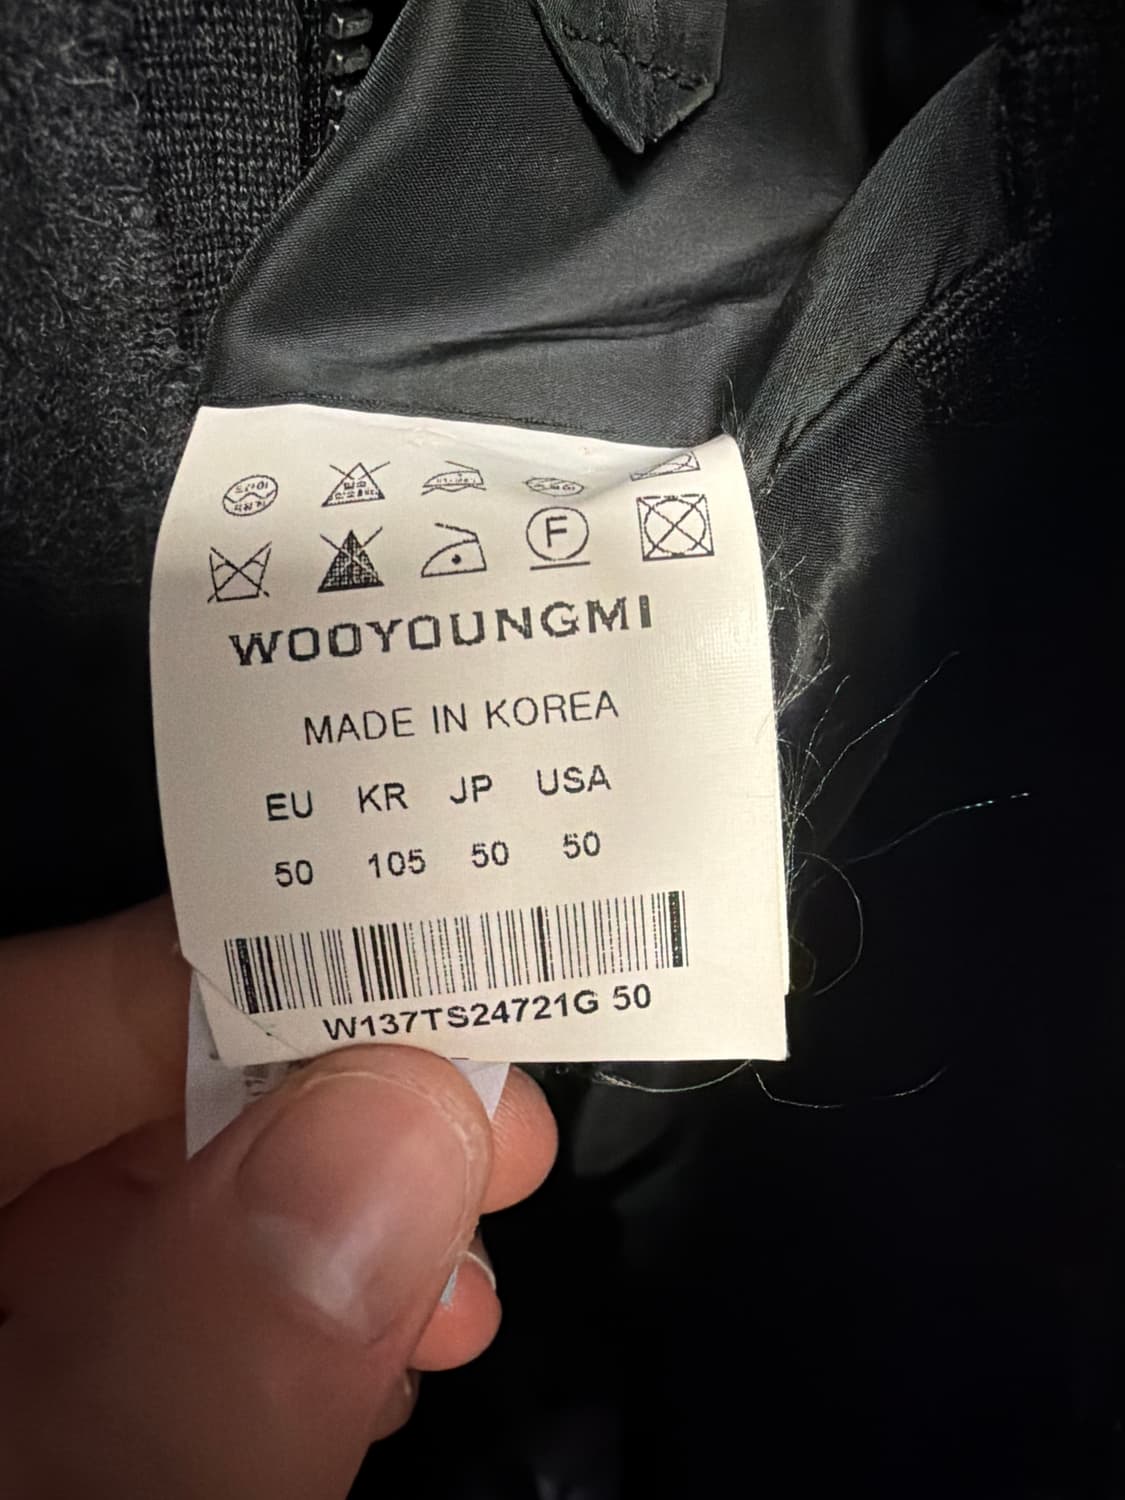 F
WOOYOUNGMI
MADE IN KOREA
EU KR JP USA
50 105 50 50
W137TS24721G 50